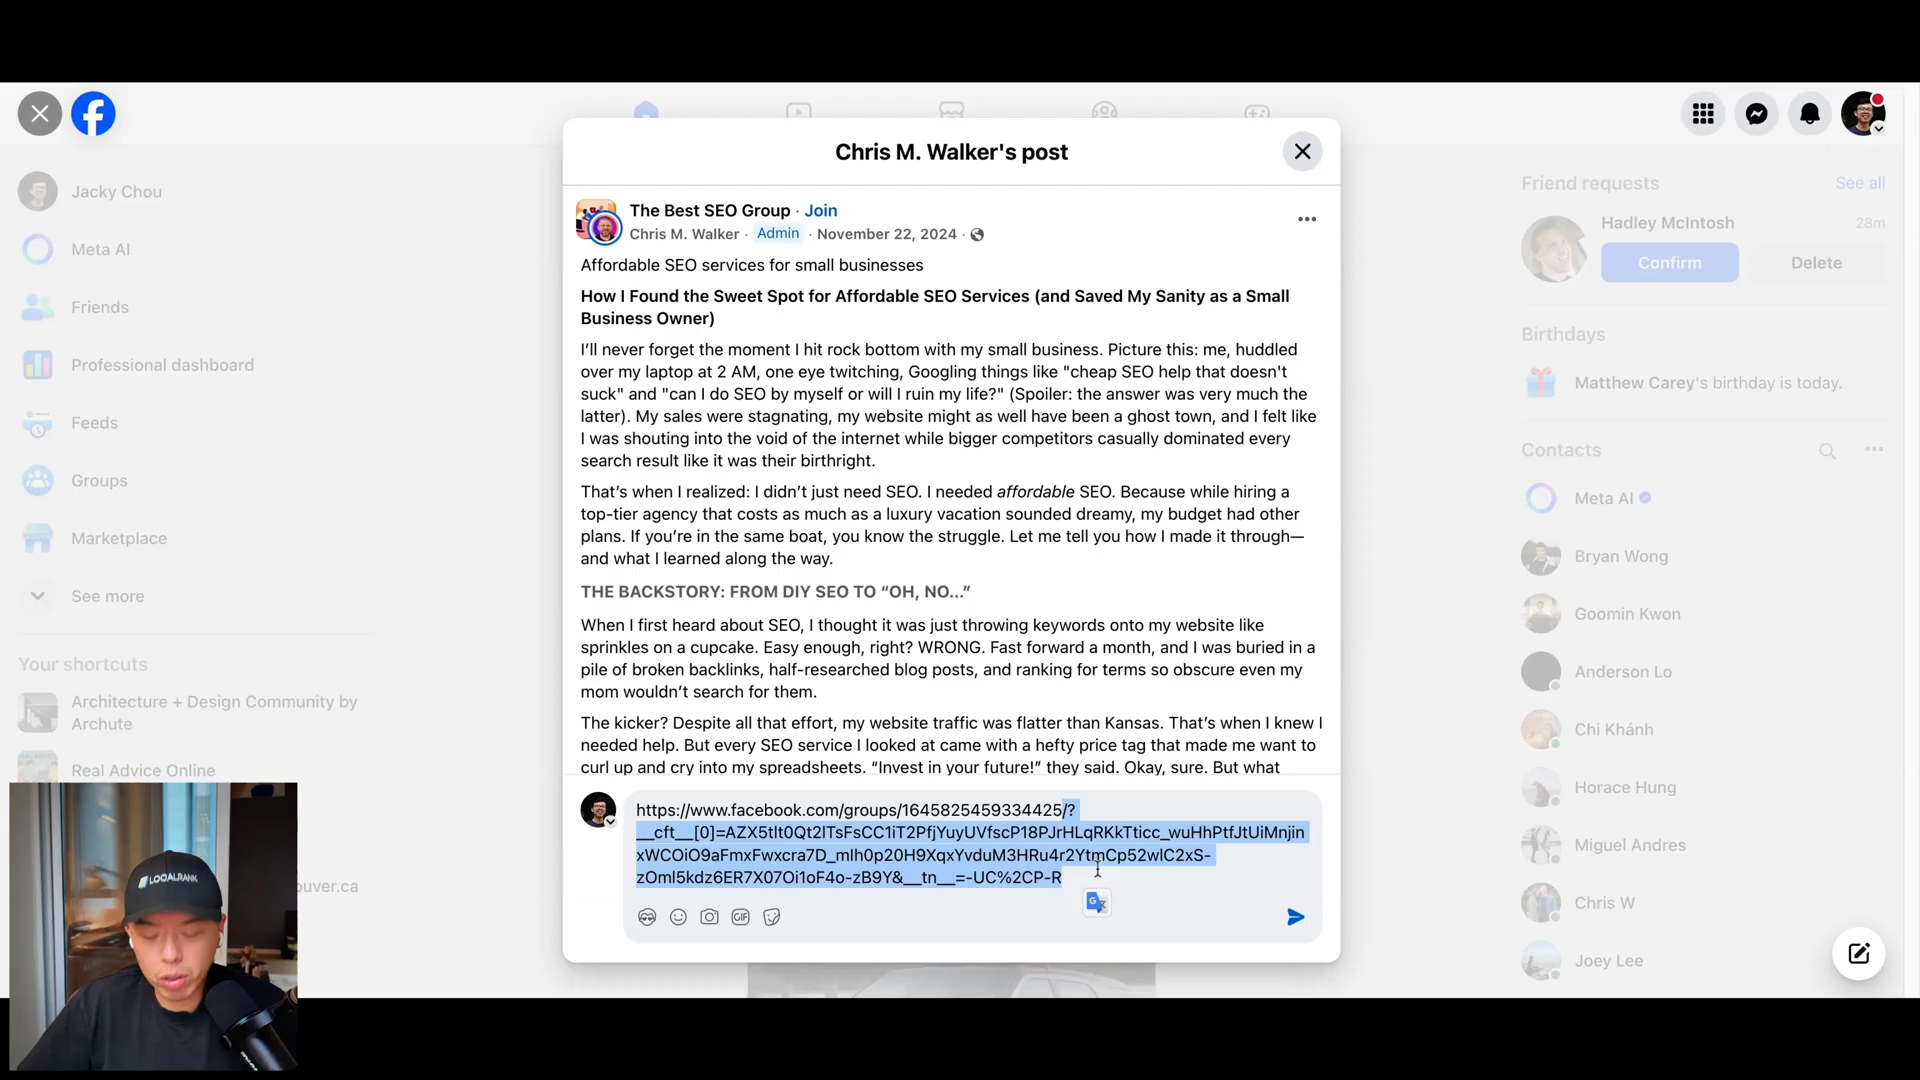 Chris M. Walker's post
Jacky Chou
Meta AI
Friends
Professional dashboard
Feeds
Groups
Marketplace
See more
Your shortcuts
Architecture + Design Community by
Archute
Real Advice Online
ouver.ca
LOCALRANK
The Best SEO Group · Join
Chris M. Walker · Admin · November 22, 2024 ·
Affordable SEO services for small businesses
How I Found the Sweet Spot for Affordable SEO Services (and Saved My Sanity as a Small
Business Owner)
I’ll never forget the moment I hit rock bottom with my small business. Picture this: me, huddled
over my laptop at 2 AM, one eye twitching, Googling things like "cheap SEO help that doesn't
suck" and "can I do SEO by myself or will I ruin my life?" (Spoiler: the answer was very much the
latter). My sales were stagnating, my website might as well have been a ghost town, and I felt like
I was shouting into the void of the internet while bigger competitors casually dominated every
search result like it was their birthright.
That’s when I realized: I didn’t just need SEO. I needed affordable SEO. Because while hiring a
top-tier agency that costs as much as a luxury vacation sounded dreamy, my budget had other
plans. If you’re in the same boat, you know the struggle. Let me tell you how I made it through—
and what I learned along the way.
THE BACKSTORY: FROM DIY SEO TO “OH, NO...”
When I first heard about SEO, I thought it was just throwing keywords onto my website like
sprinkles on a cupcake. Easy enough, right? WRONG. Fast forward a month, and I was buried in a
pile of broken backlinks, half-researched blog posts, and ranking for terms so obscure even my
mom wouldn’t search for them.
The kicker? Despite all that effort, my website traffic was flatter than Kansas. That’s when I knew I
needed help. But every SEO service I looked at came with a hefty price tag that made me want to
curl up and cry into my spreadsheets. “Invest in your future!” they said. Okay, sure. But what
https://www.facebook.com/groups/1645825459334425/?
__cft__[0]=AZX5tIt0Qt2lTsFsCC1iT2PfjYuyUVfscP18PJrHLqRKkTticc_wuHhPtfJtUiMnjin
xWCOiO9aFmxFwxcra7D_mIh0p20H9XqxYvduM3HRu4r2YtmCp52wlC2xS-
zOml5kdz6ER7X07Oi1oF4o-zB9Y&__tn__=-UC%2CP-R
GIF
Friend requests
See all
Hadley McIntosh
28m
Confirm
Delete
Birthdays
Matthew Carey's birthday is today.
Contacts
Meta AI
Bryan Wong
Goomin Kwon
Anderson Lo
Chi Khánh
Horace Hung
Miguel Andres
Chris W
Joey Lee